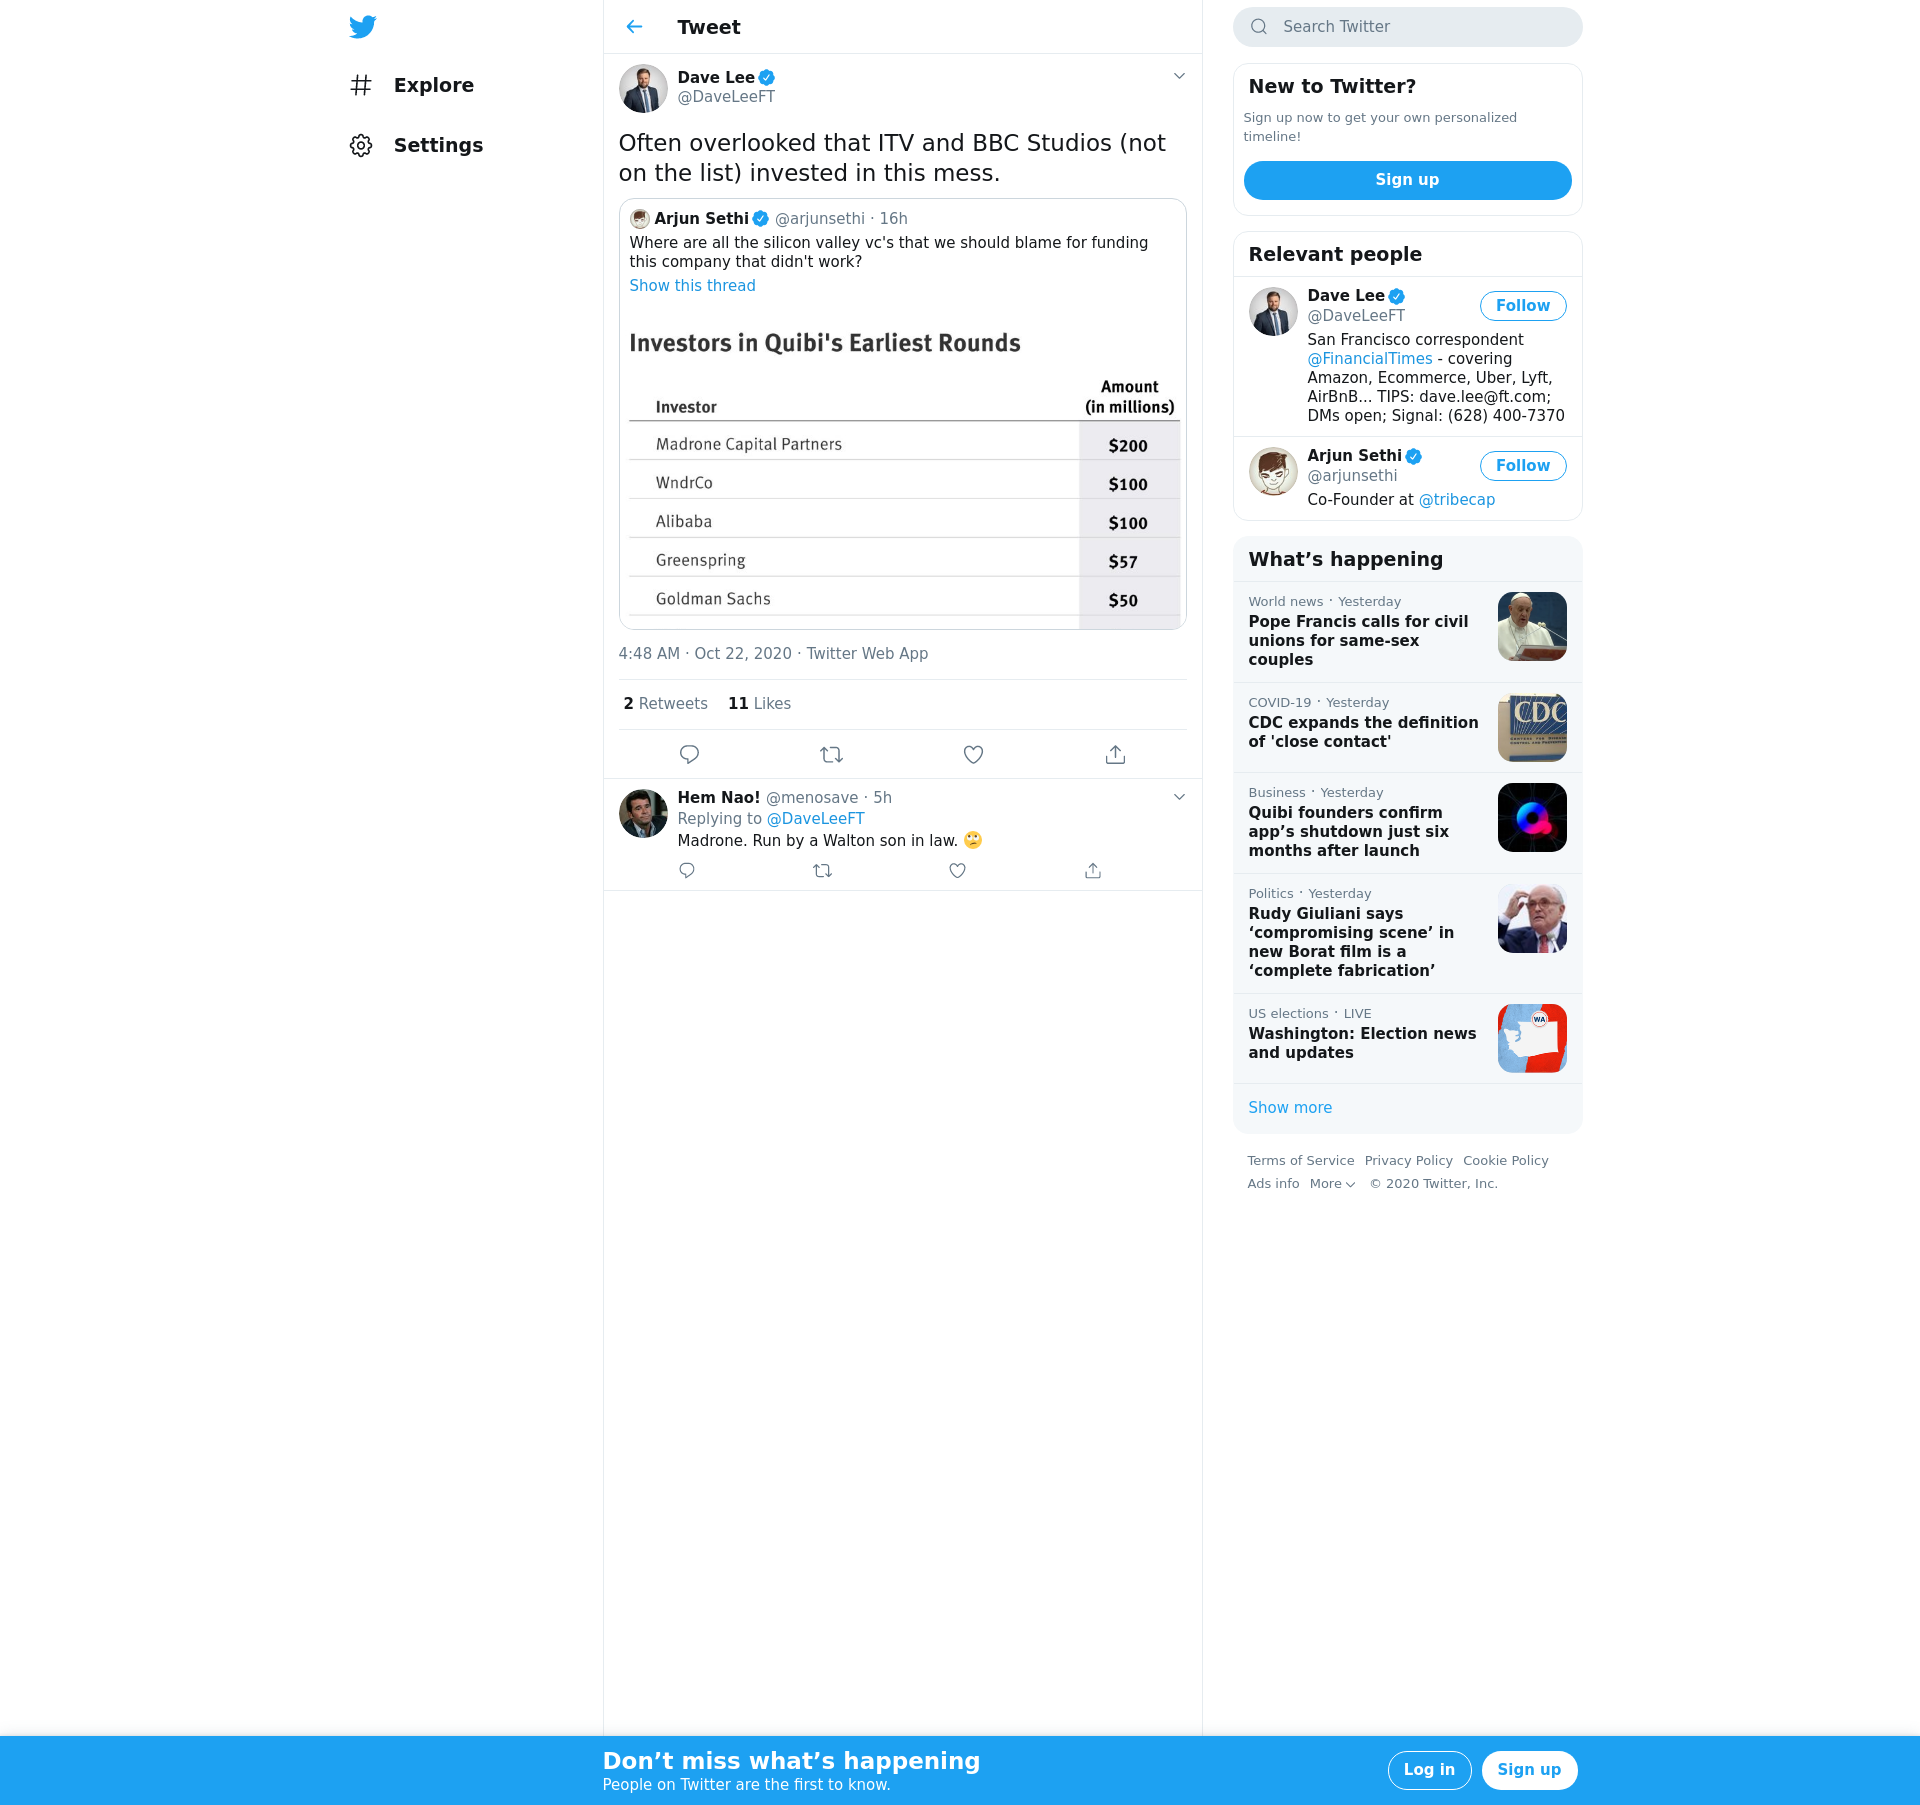 Explore
Settings
Tweet
Dave Lee
@DaveLeeFT
Often overlooked that ITV and BBC Studios (not
on the list) invested in this mess.
Arjun Sethi @arjunsethi · 16h
Where are all the silicon valley vc's that we should blame for funding
this company that didn't work?
Show this thread
Investors in Quibi's Earliest Rounds
Amount
Investor (in millions)
Madrone Capital Partners $200
WndrCo $100
Alibaba $100
Greenspring $57
Goldman Sachs $50
4:48 AM · Oct 22, 2020 · Twitter Web App
2 Retweets 11 Likes
Hem Nao! @menosave · 5h
Replying to @DaveLeeFT
Madrone. Run by a Walton son in law. 🙄
Search Twitter
New to Twitter?
Sign up now to get your own personalized
timeline!
Sign up
Relevant people
Dave Lee
@DaveLeeFT
Follow
San Francisco correspondent
@FinancialTimes - covering
Amazon, Ecommerce, Uber, Lyft,
AirBnB... TIPS: dave.lee@ft.com;
DMs open; Signal: (628) 400-7370
Arjun Sethi
@arjunsethi
Follow
Co-Founder at @tribecap
What’s happening
World news · Yesterday
Pope Francis calls for civil
unions for same-sex
couples
COVID-19 · Yesterday
CDC expands the definition
of 'close contact'
CDC
Business · Yesterday
Quibi founders confirm
app’s shutdown just six
months after launch
Politics · Yesterday
Rudy Giuliani says
‘compromising scene’ in
new Borat film is a
‘complete fabrication’
US elections · LIVE
Washington: Election news
and updates
WA
Show more
Terms of Service Privacy Policy Cookie Policy
Ads info More © 2020 Twitter, Inc.
Don’t miss what’s happening
People on Twitter are the first to know.
Log in
Sign up